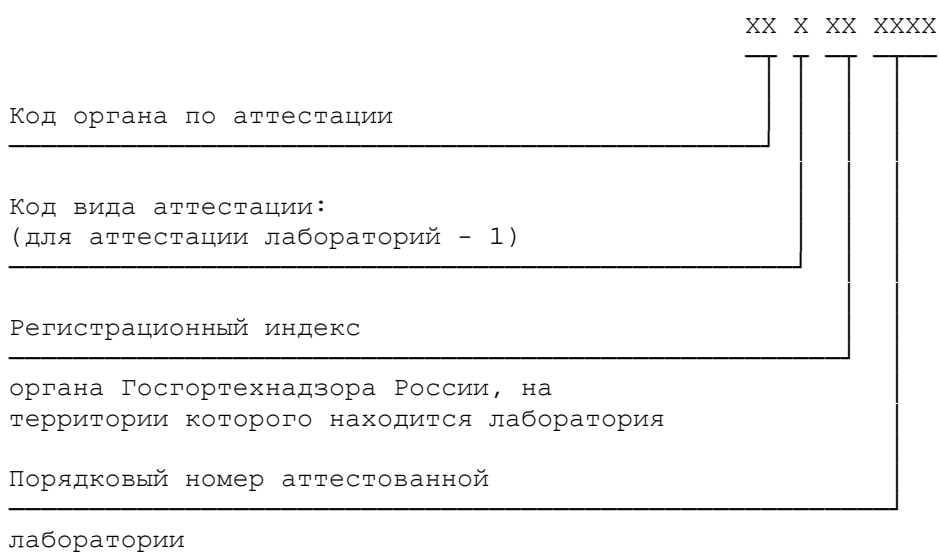 XX X XX XXXX
Код органа по аттестации
Код вида аттестации:
(для аттестации лабораторий - 1)
Регистрационный индекс
органа Госгортехнадзора России, на
территории которого находится лаборатория
Порядковый номер аттестованной
лаборатории